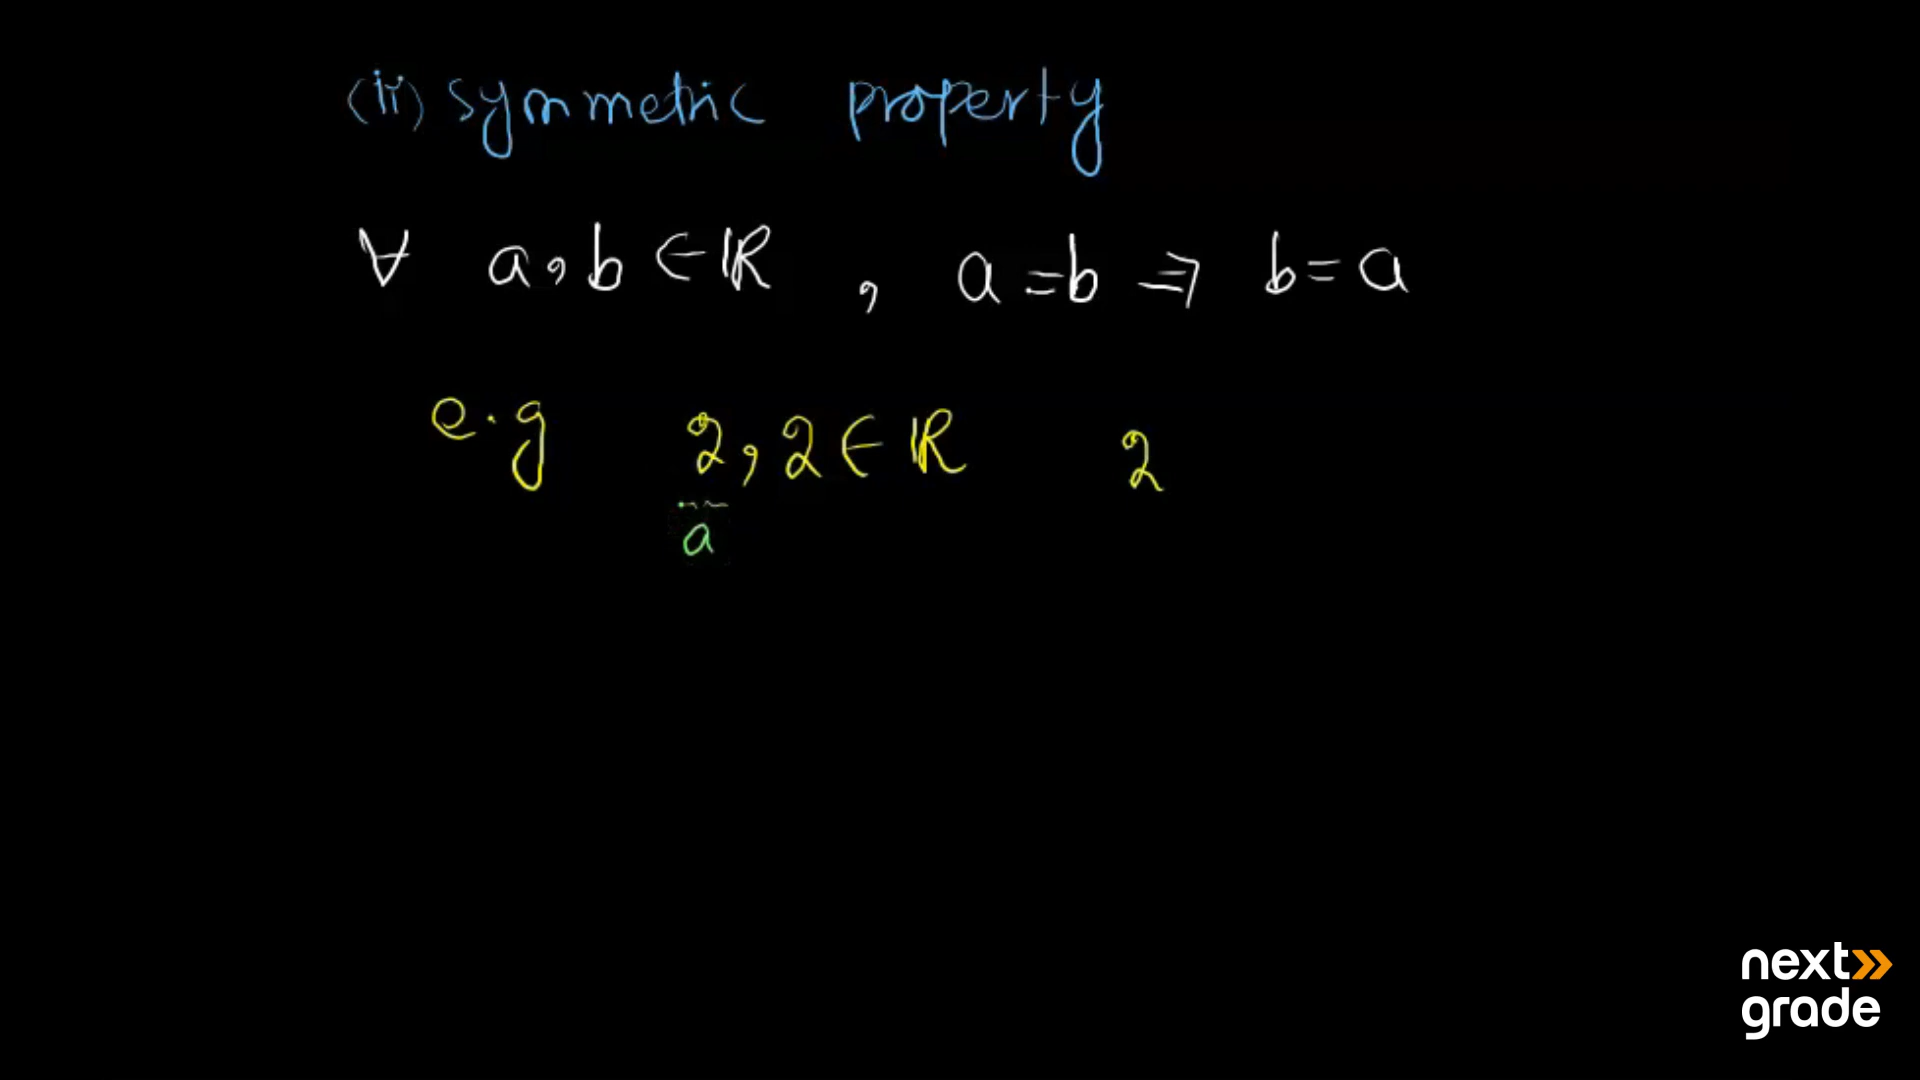 (ii) symmetric property
∀ a, b ∈ ℝ , a = b ⇒ b = a
e.g 2, 2 ∈ ℝ 2
a
next
grade